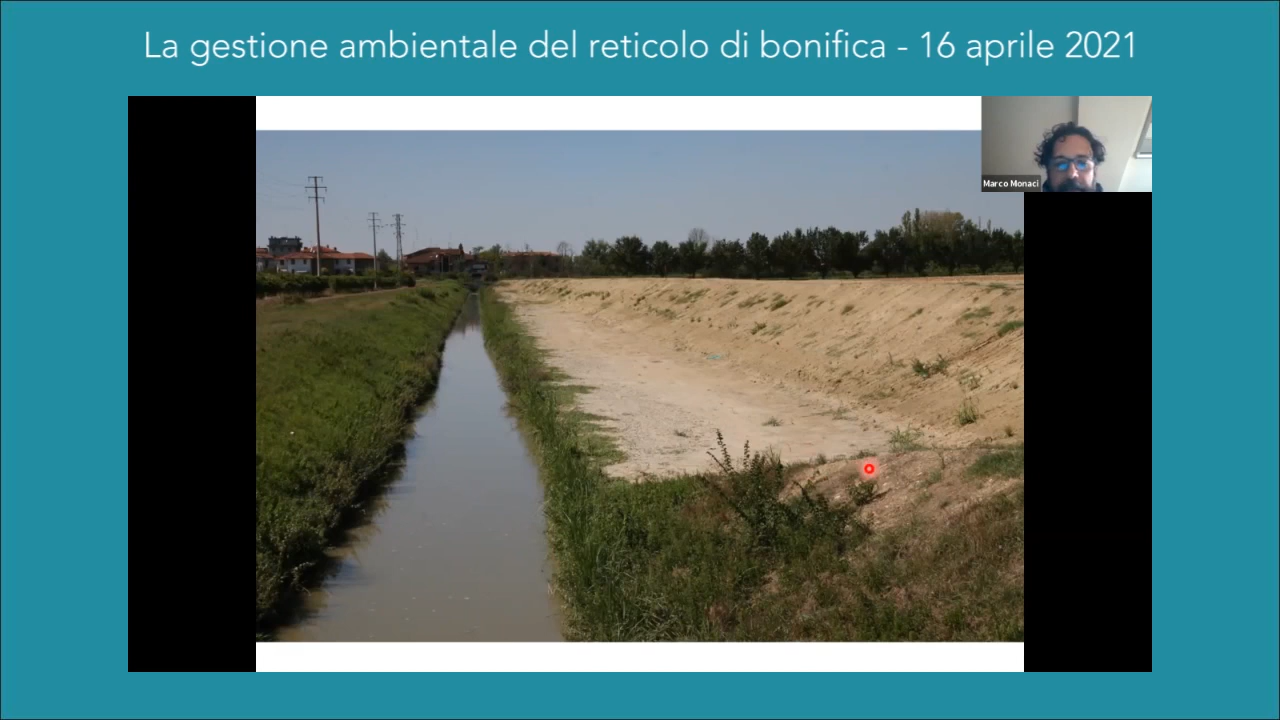 La gestione ambientale del reticolo di bonifica - 16 aprile 2021
Marco Monaci